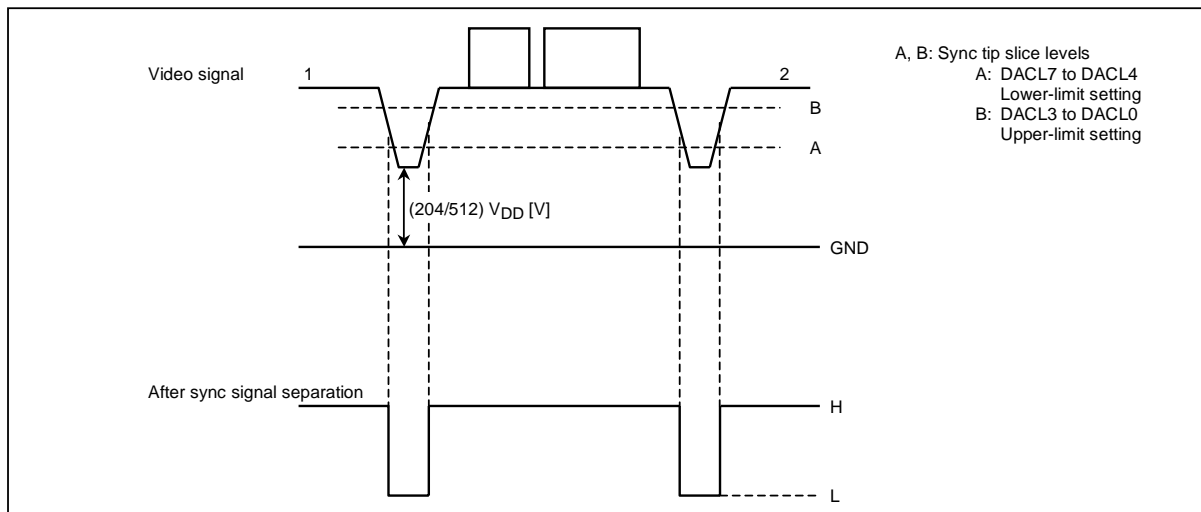 Video signal
1
2
A, B: Sync tip slice levels
A: DACL7 to DACL4
Lower-limit setting
B: DACL3 to DACL0
Upper-limit setting
B
A
(204/512) VDD [V]
GND
After sync signal separation
H
L